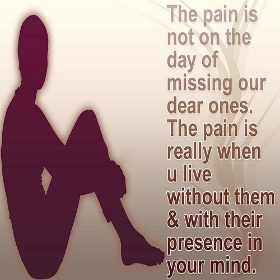 The pain is
not on the
day of
missing our
dear ones.
The pain is
really when
u live
without them
& with their
presence in
your mind.